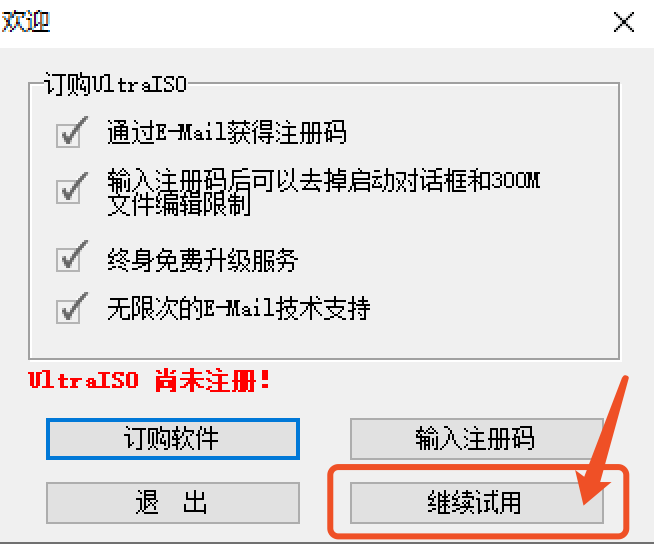 欢迎
订购UltraISO
通过E-Mail获得注册码
输入注册码后可以去掉启动对话框和300M
文件编辑限制
终身免费升级服务
无限次的E-Mail技术支持
UltraISO 尚未注册!
订购软件
输入注册码
退 出
继续试用